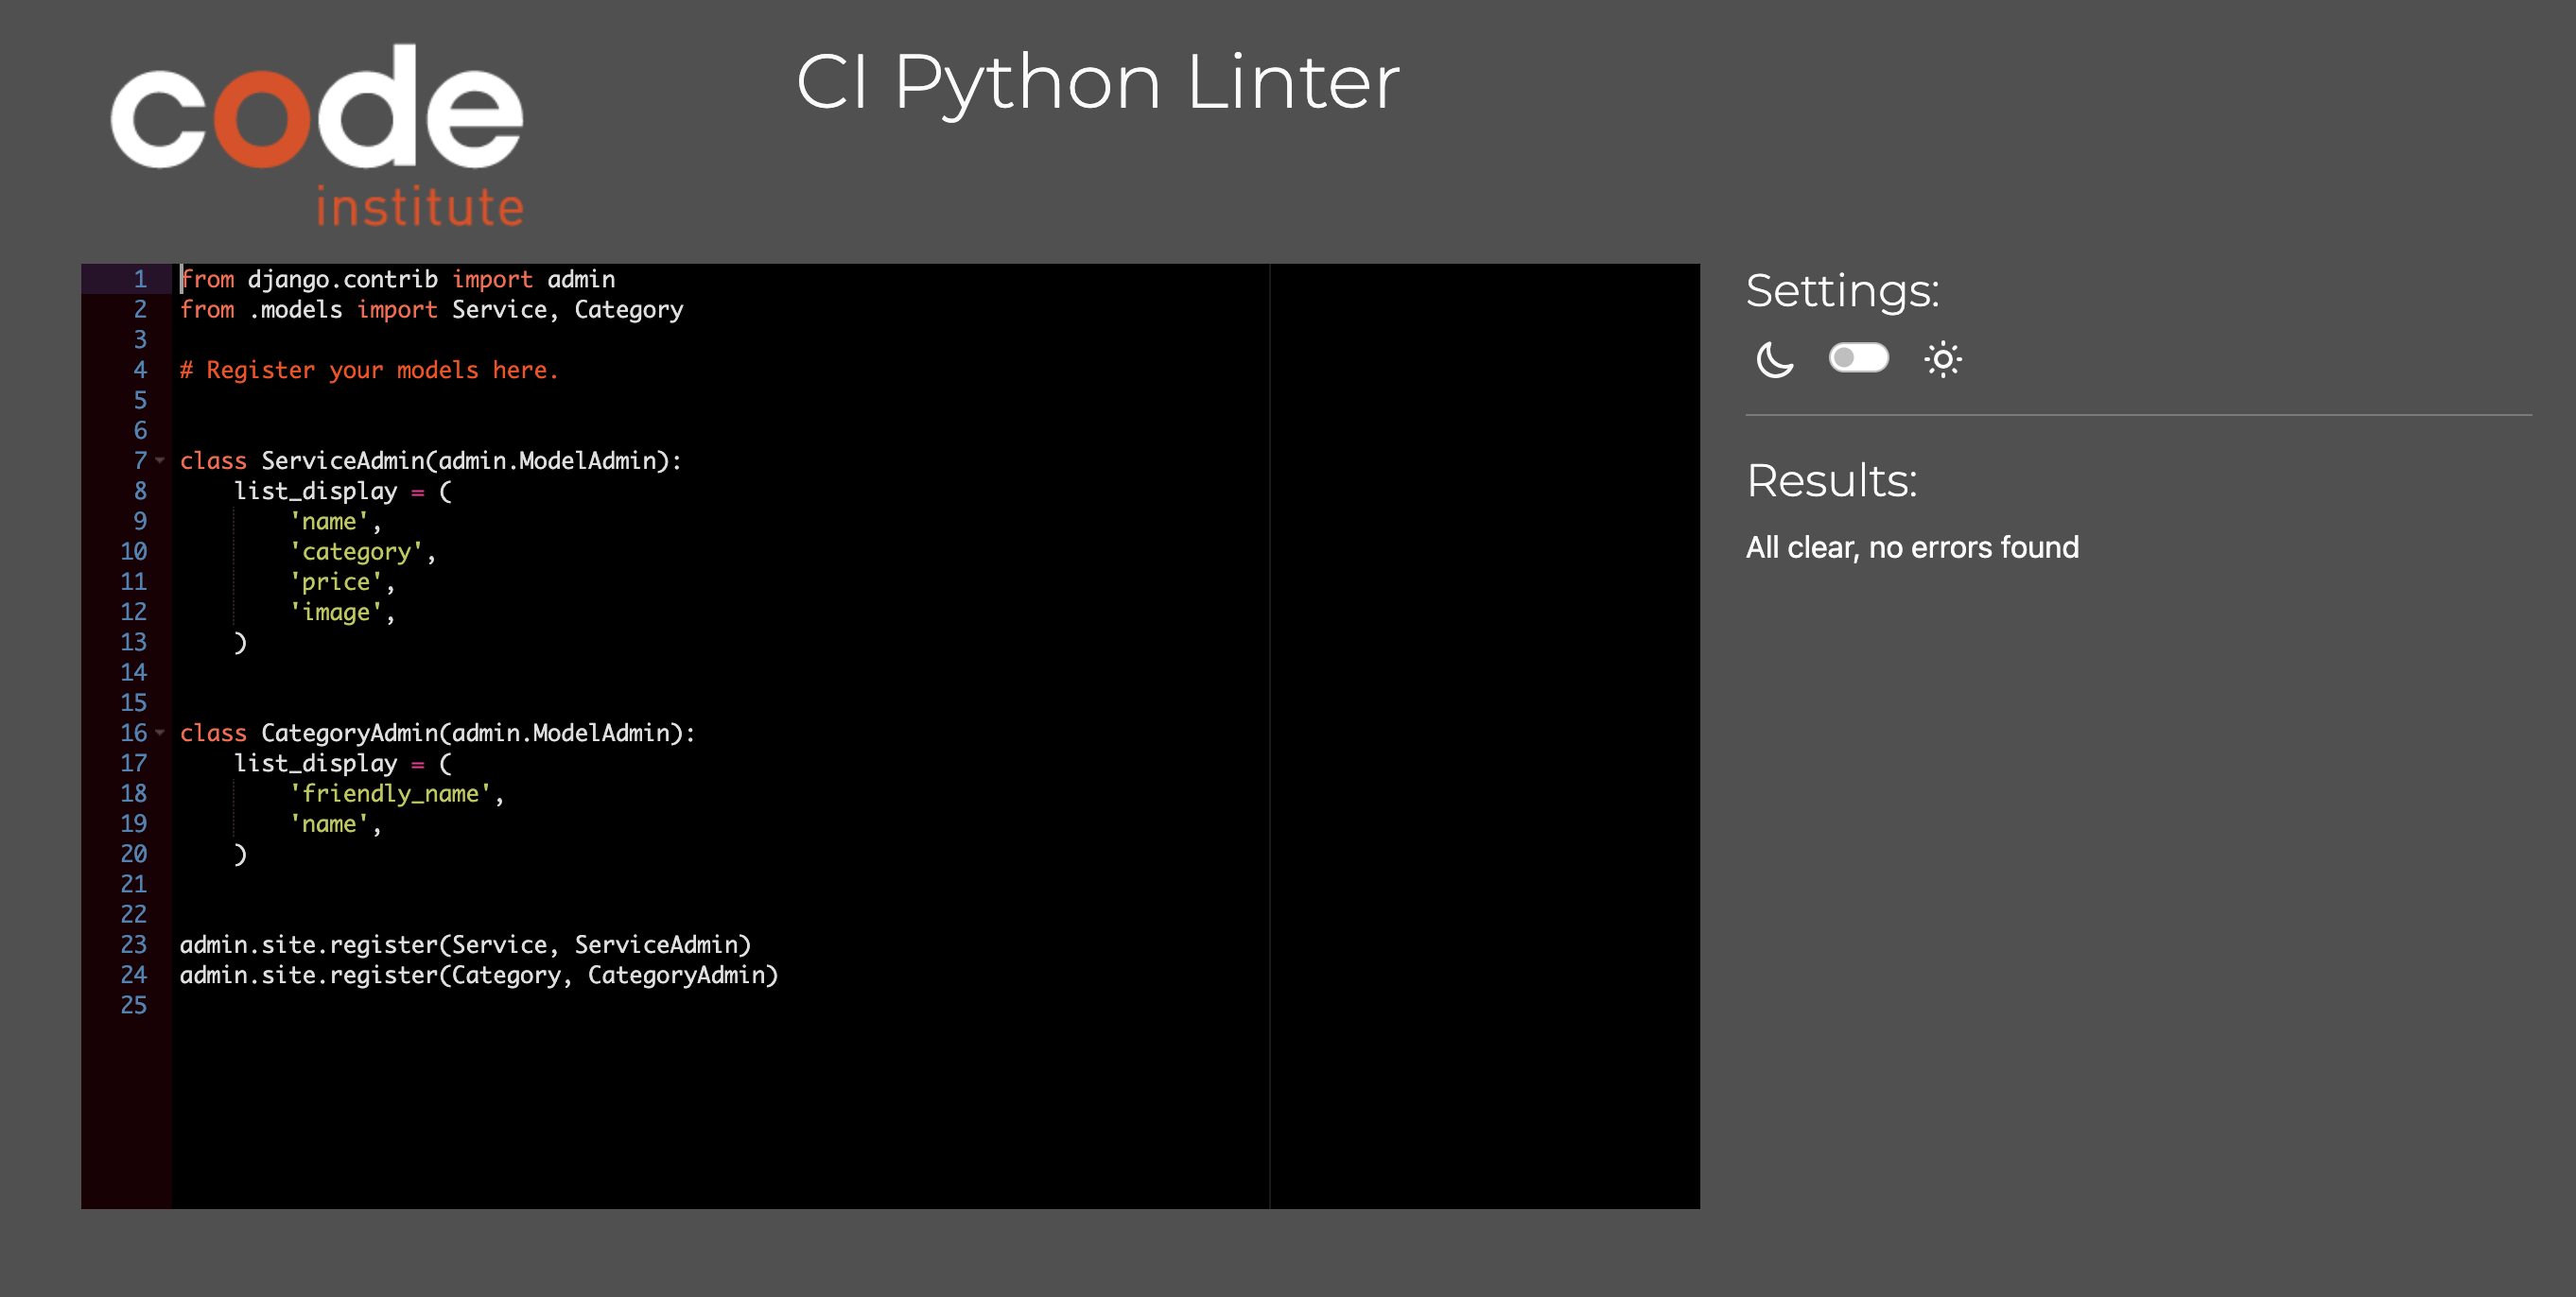 code
institute
CI Python Linter
1 from django.contrib import admin
2 from .models import Service, Category
3
4 # Register your models here.
5
6
7 class ServiceAdmin(admin.ModelAdmin):
8     list_display = (
9         'name',
10         'category',
11         'price',
12         'image',
13     )
14
15
16 class CategoryAdmin(admin.ModelAdmin):
17     list_display = (
18         'friendly_name',
19         'name',
20     )
21
22
23 admin.site.register(Service, ServiceAdmin)
24 admin.site.register(Category, CategoryAdmin)
25
Settings:
Results:
All clear, no errors found